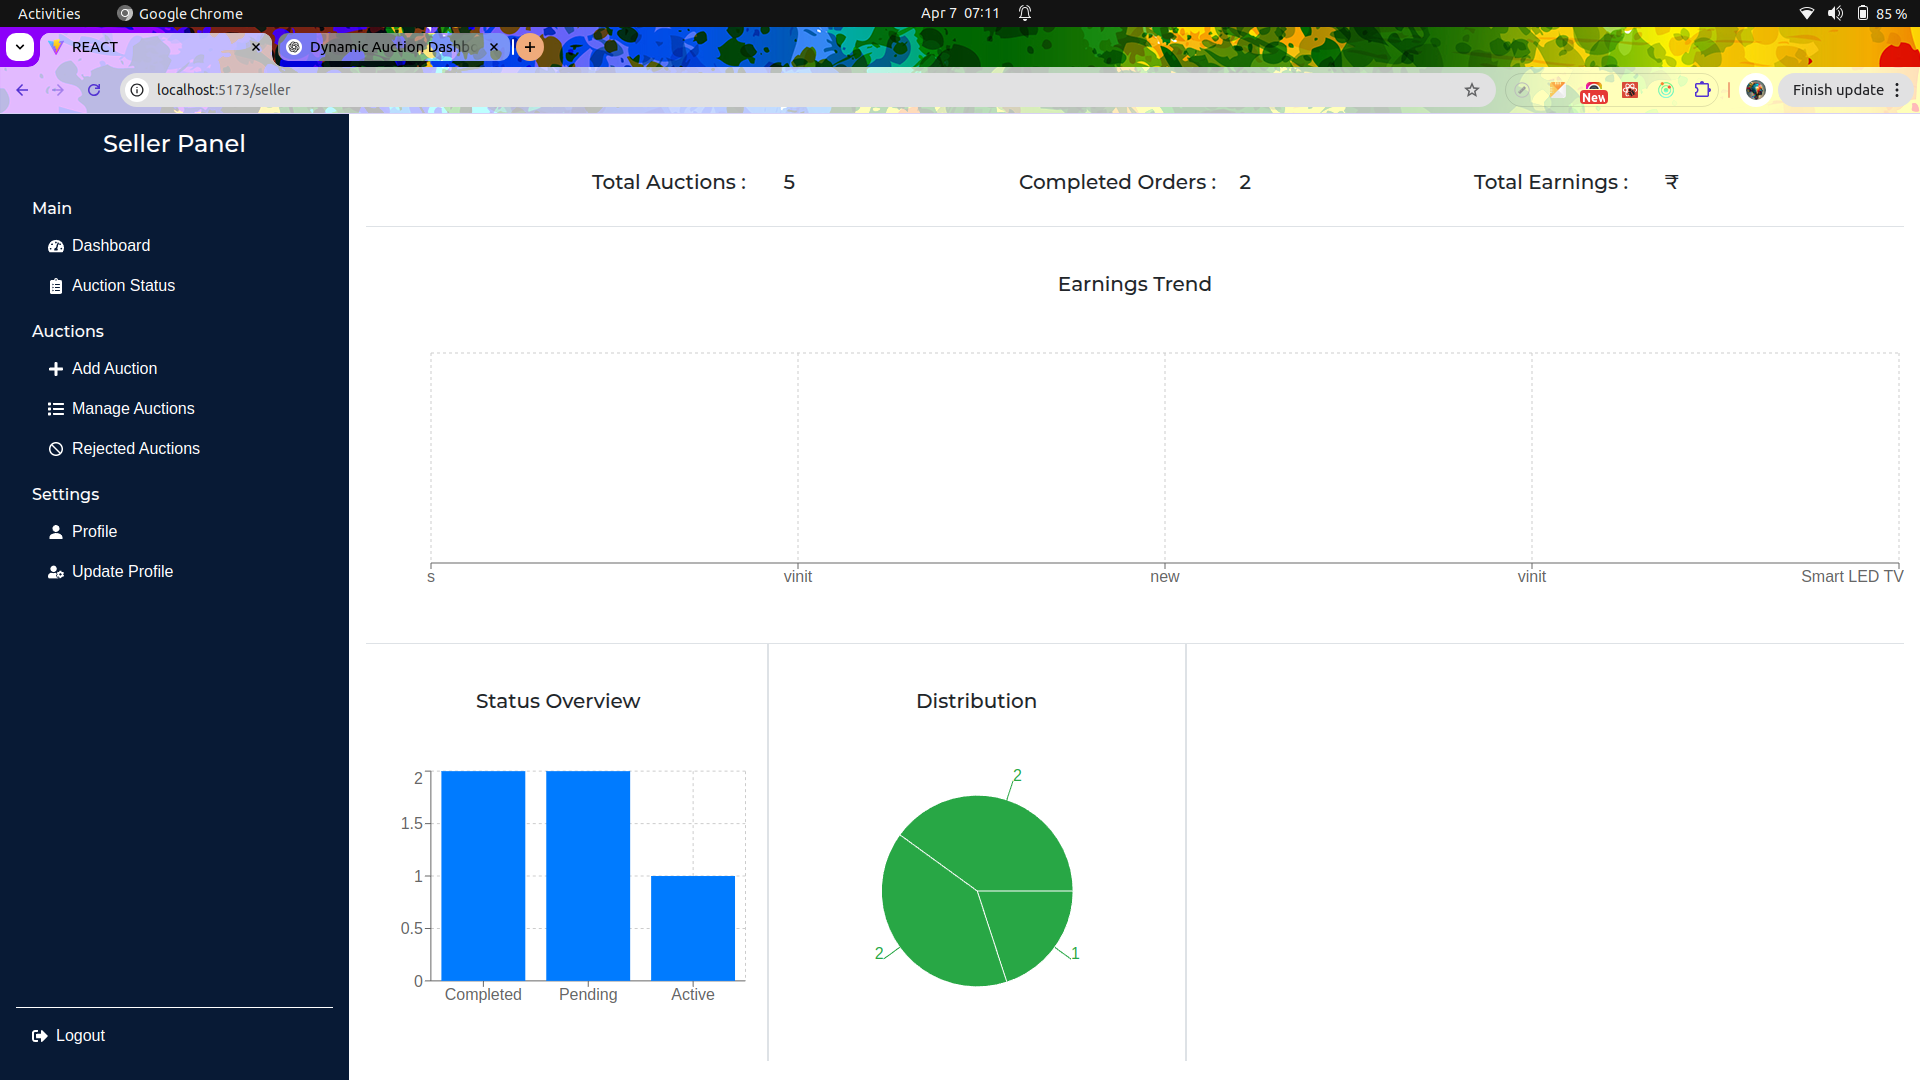 Activities
Google Chrome
Apr 7 07:11
85 %
REACT
Dynamic Auction Dashbo
localhost:5173/seller
New
Finish update
Seller Panel
Main
Dashboard
Auction Status
Auctions
Add Auction
Manage Auctions
Rejected Auctions
Settings
Profile
Update Profile
Logout
Total Auctions : 5
Completed Orders : 2
Total Earnings : ₹
Earnings Trend
s vinit new vinit Smart LED TV
Status Overview
2
1.5
1
0.5
0
Completed Pending Active
Distribution
2
2
1